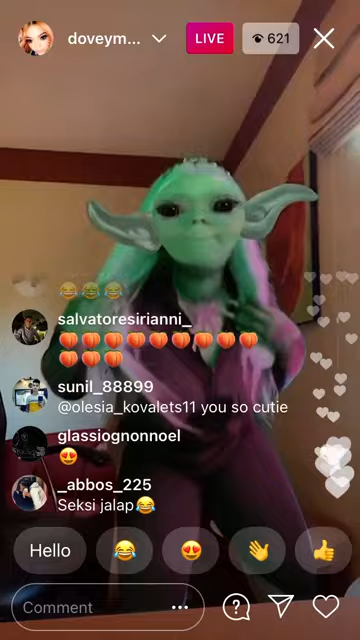 doveym...
LIVE
621
😂😂😂
salvatoresirianni_
🍑🍑🍑🍑🍑🍑🍑🍑🍑
🍑🍑🍑
sunil_88899
@olesia_kovalets11 you so cutie
glassiognonnoel
😍
_abbos_225
Seksi jalap😂
Hello 😂 😍 👋 👍
Comment ...